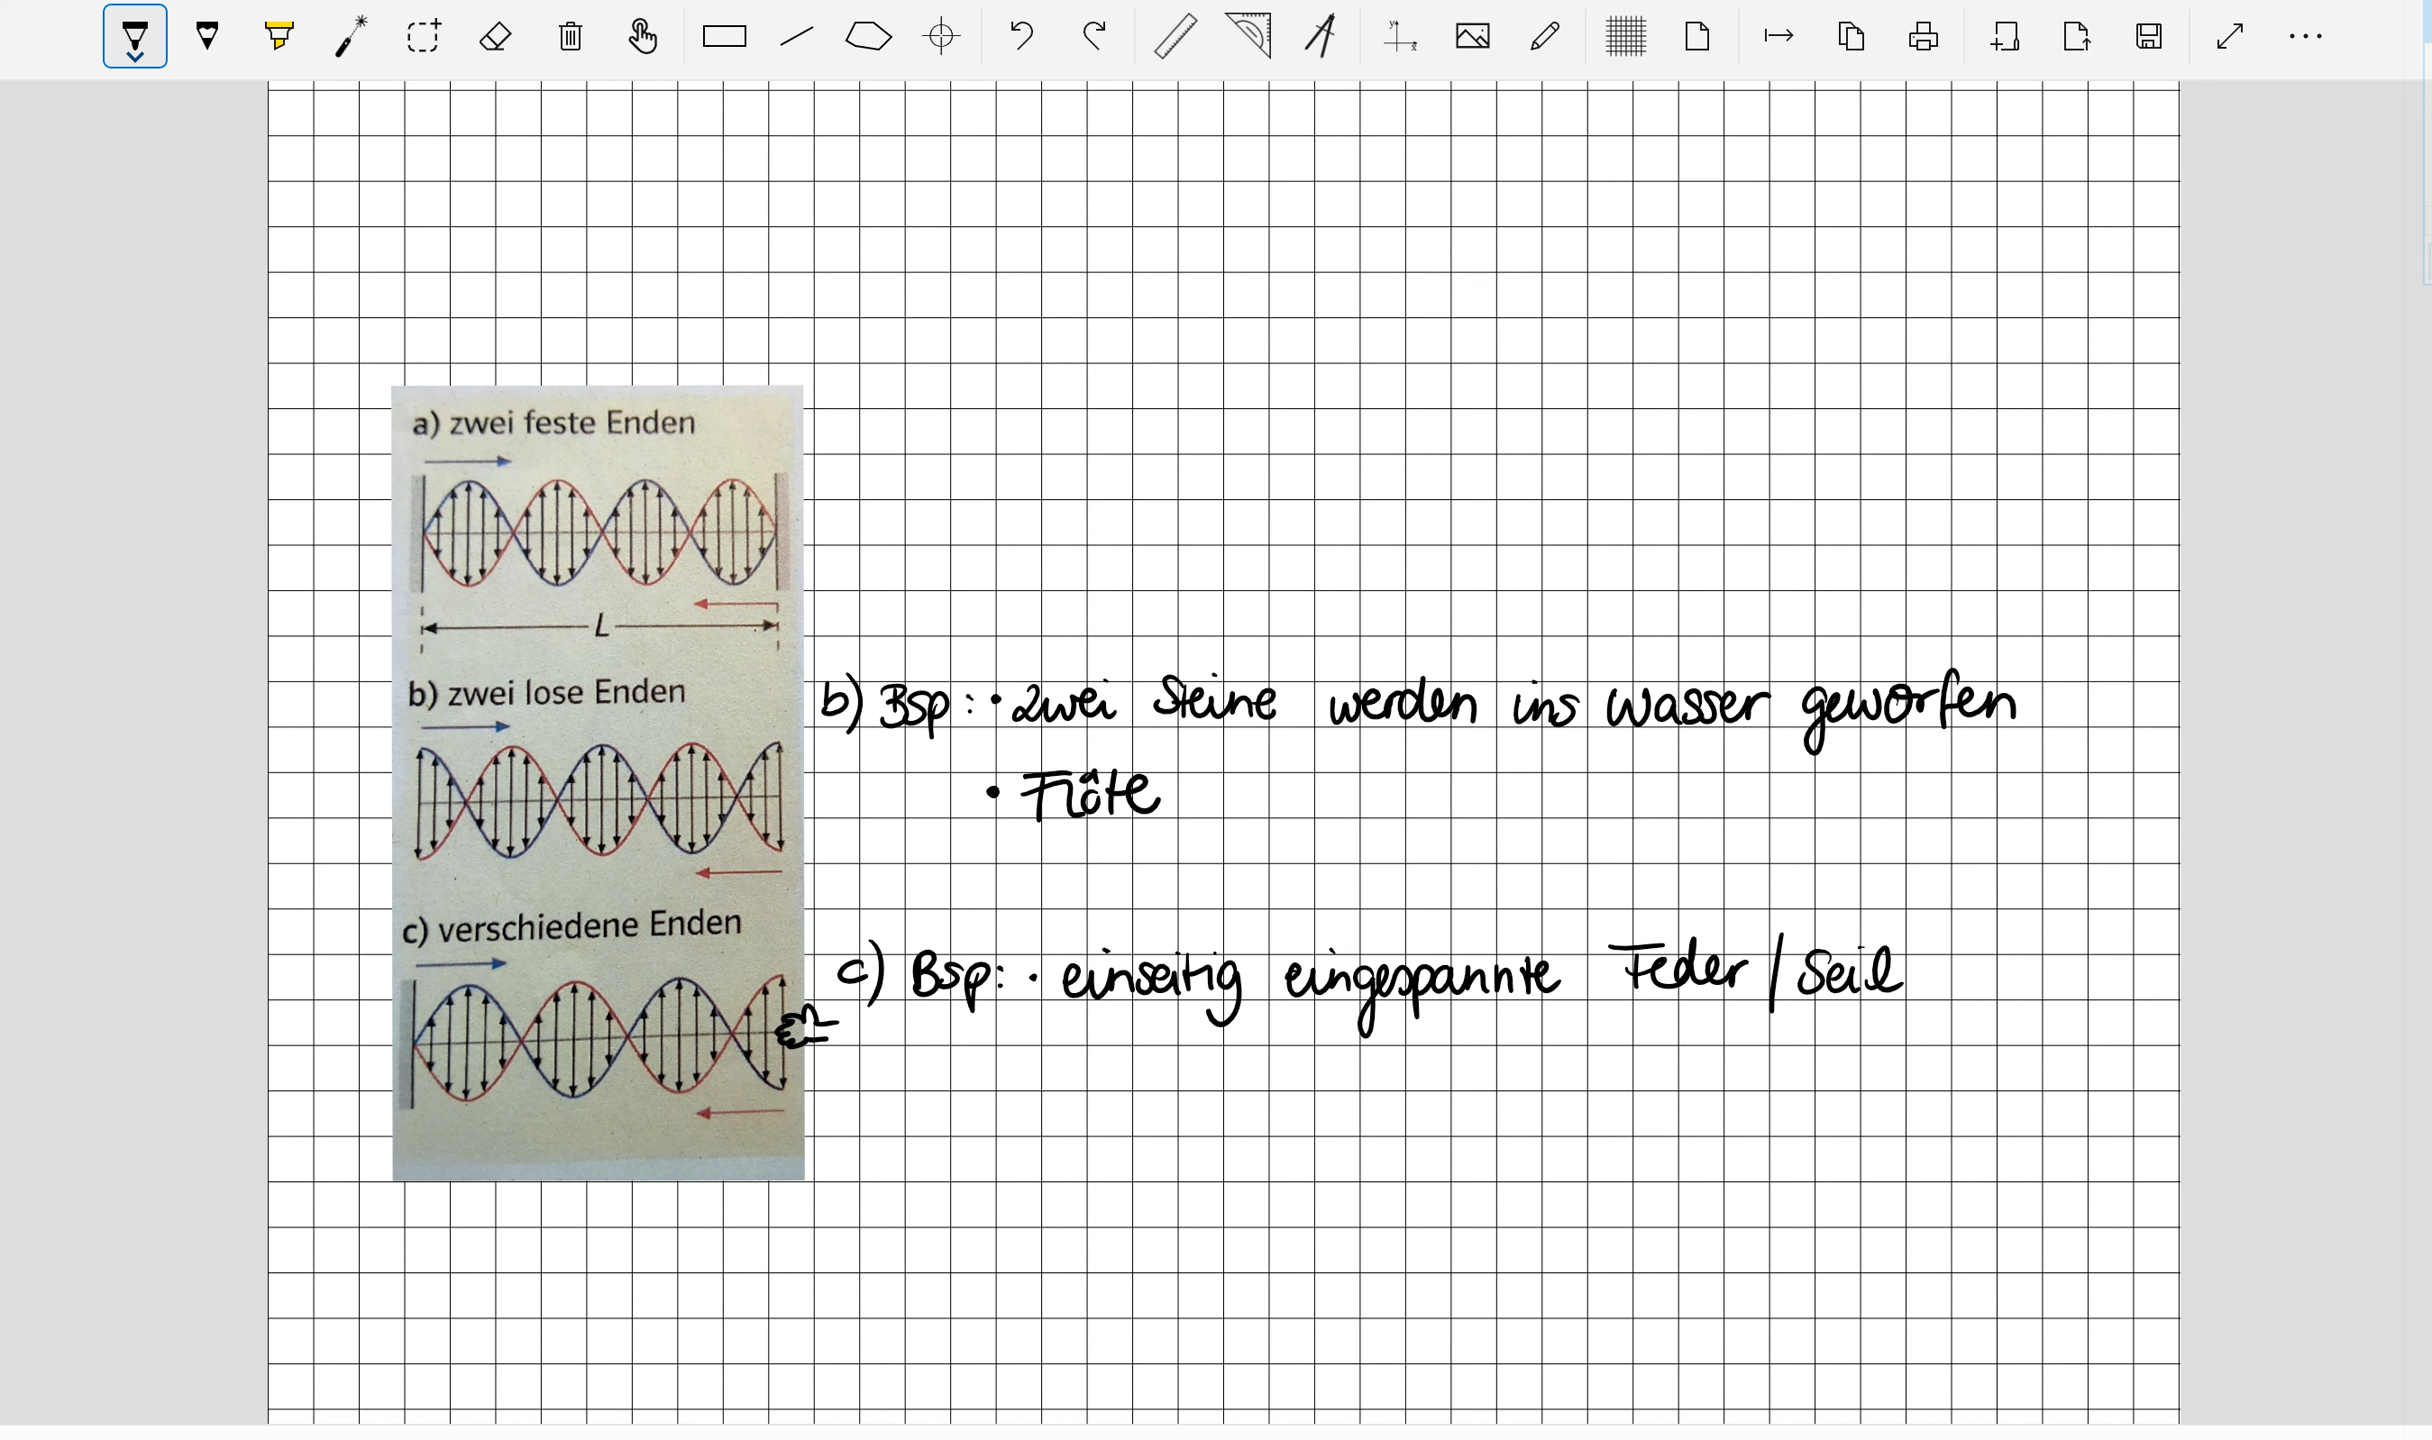 a) zwei feste Enden
L
b) zwei lose Enden
b) Bsp: • zwei Steine werden ins Wasser geworfen
• Flöte
c) verschiedene Enden
c) Bsp: • einseitig eingespannte Feder / Seil